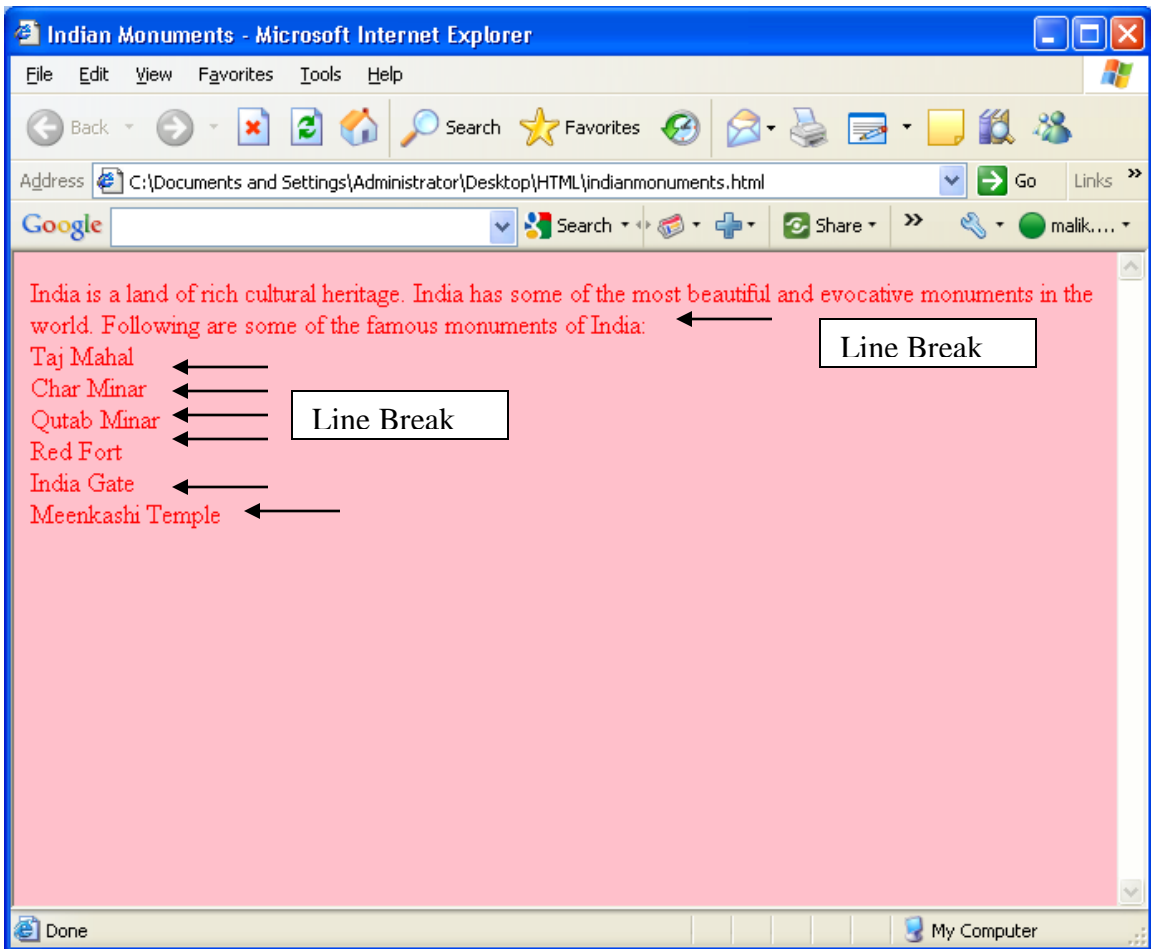 Indian Monuments - Microsoft Internet Explorer
File Edit View Favorites Tools Help
Back Search Favorites
Address C:\Documents and Settings\Administrator\Desktop\HTML\indianmonuments.html Go Links »
Google Search Share » malik....
India is a land of rich cultural heritage. India has some of the most beautiful and evocative monuments in the
world. Following are some of the famous monuments of India:
Line Break
Taj Mahal
Char Minar
Qutab Minar
Line Break
Red Fort
India Gate
Meenkashi Temple
Done My Computer